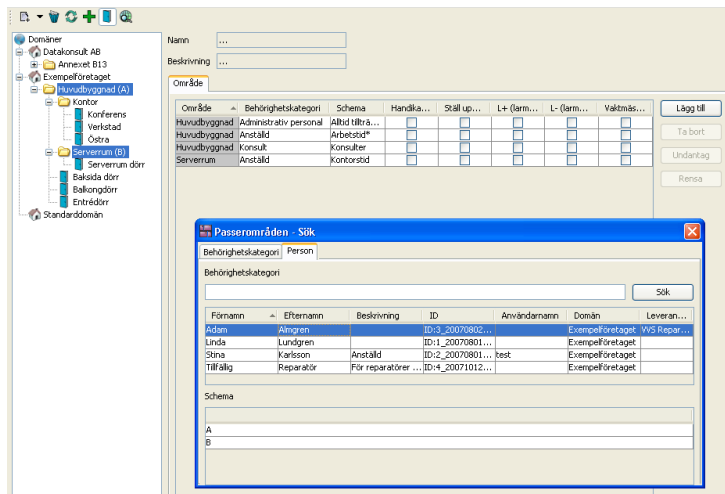 Domäner
Datakonsult AB
Annexet B13
Exempelföretaget
Huvudbyggnad (A)
Kontor
Konferens
Verkstad
Östra
Serverrum (B)
Serverrum dörr
Baksida dörr
Balkongdörr
Entrédörr
Standarddomän
Namn ...
Beskrivning ...
Område
Område Behörighetskategori Schema Handika... Ställ up... L+ (larm... L- (larm... Vaktmäs...
Huvudbyggnad Administrativ personal Alltid tillträ...
Huvudbyggnad Anställd Arbetstid*
Huvudbyggnad Konsult Konsulter
Serverrum Anställd Kontorstid
Lägg till
Ta bort
Undantag
Rensa
Passerområden - Sök
Behörighetskategori Person
Behörighetskategori
Sök
Förnamn Efternamn Beskrivning ID Användarnamn Domän Leveran...
Adam Almgren ID:3_20070802... Exempelföretaget VVS Repar...
Linda Lundgren ID:1_20070801... Exempelföretaget
Stina Karlsson Anställd ID:2_20070801... test Exempelföretaget
Tillfällig Reparatör För reparatörer ... ID:4_20071012... Exempelföretaget
Schema
A
B